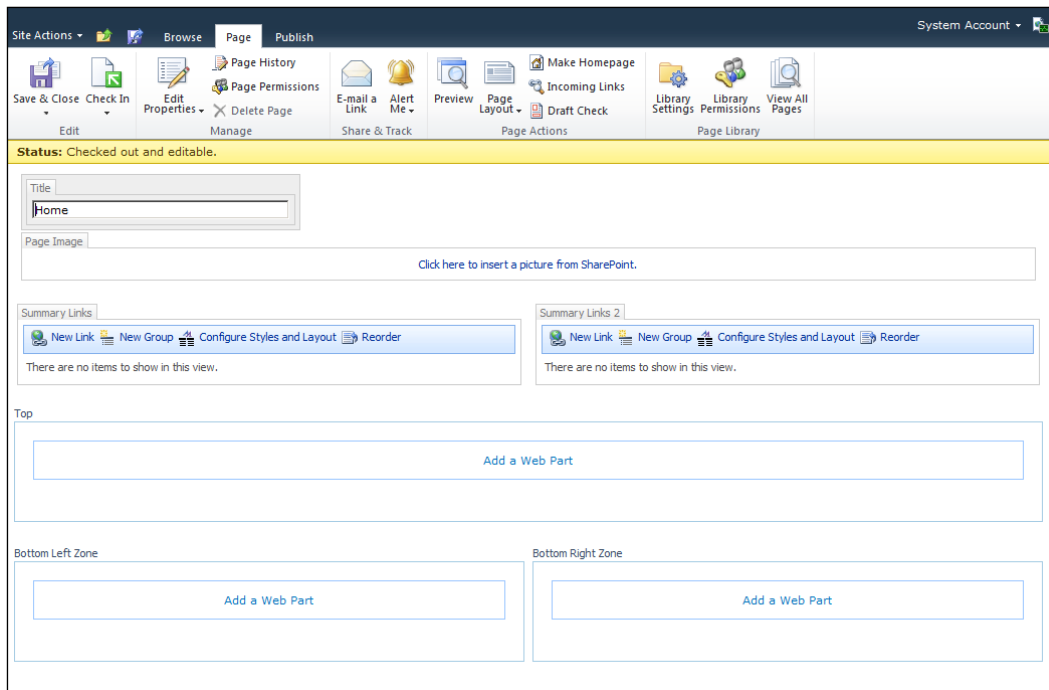 System Account
Site Actions Browse Page Publish
Save & Close Check In Edit Properties Page History Page Permissions Delete Page E-mail a Link Alert Me Preview Page Layout Make Homepage Incoming Links Draft Check Library Settings Library Permissions View All Pages
Edit Manage Share & Track Page Actions Page Library
Status: Checked out and editable.
Title
Home
Page Image
Click here to insert a picture from SharePoint.
Summary Links Summary Links 2
New Link New Group Configure Styles and Layout Reorder New Link New Group Configure Styles and Layout Reorder
There are no items to show in this view. There are no items to show in this view.
Top
Add a Web Part
Bottom Left Zone Bottom Right Zone
Add a Web Part Add a Web Part